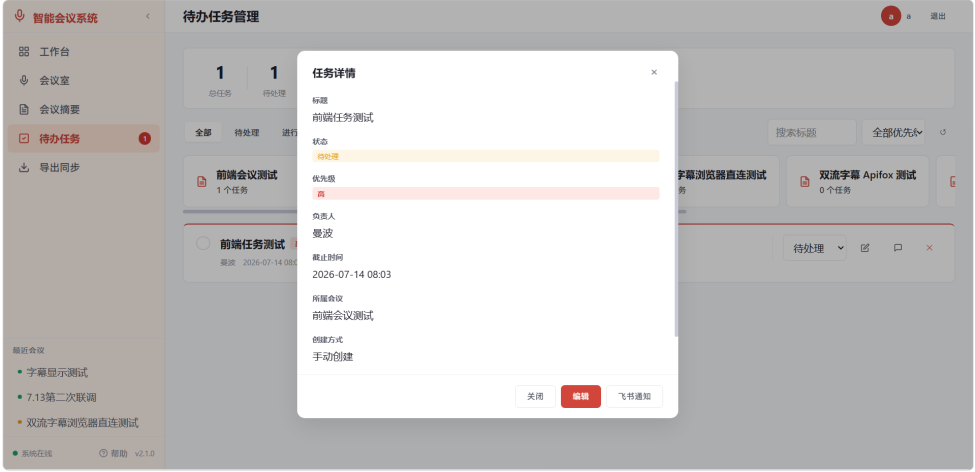 智能会议系统
工作台
会议室
会议摘要
待办任务 1
导出同步
最近会议
字幕显示测试
7.13第二次联调
双流字幕浏览器直连测试
系统在线 帮助 v2.1.0
待办任务管理
a a 退出
1 1
总任务 待处理
全部 待处理 进行
搜索标题 全部优先级
前端会议测试
1 个任务
字幕浏览器直连测试
务
双流字幕 Apifox 测试
0 个任务
前端任务测试
曼波 2026-07-14 08:0
待处理
任务详情
标题
前端任务测试
状态
待处理
优先级
高
负责人
曼波
截止时间
2026-07-14 08:03
所属会议
前端会议测试
创建方式
手动创建
关闭 编辑 飞书通知